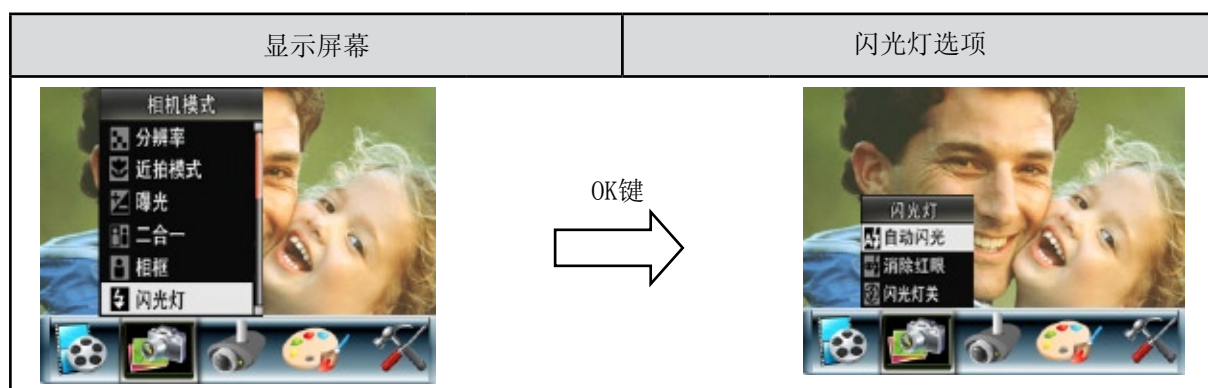 显示屏幕
闪光灯选项
相机模式
分辨率
近拍模式
曝光
二合一
相框
闪光灯
OK键
闪光灯
自动闪光
消除红眼
闪光灯关